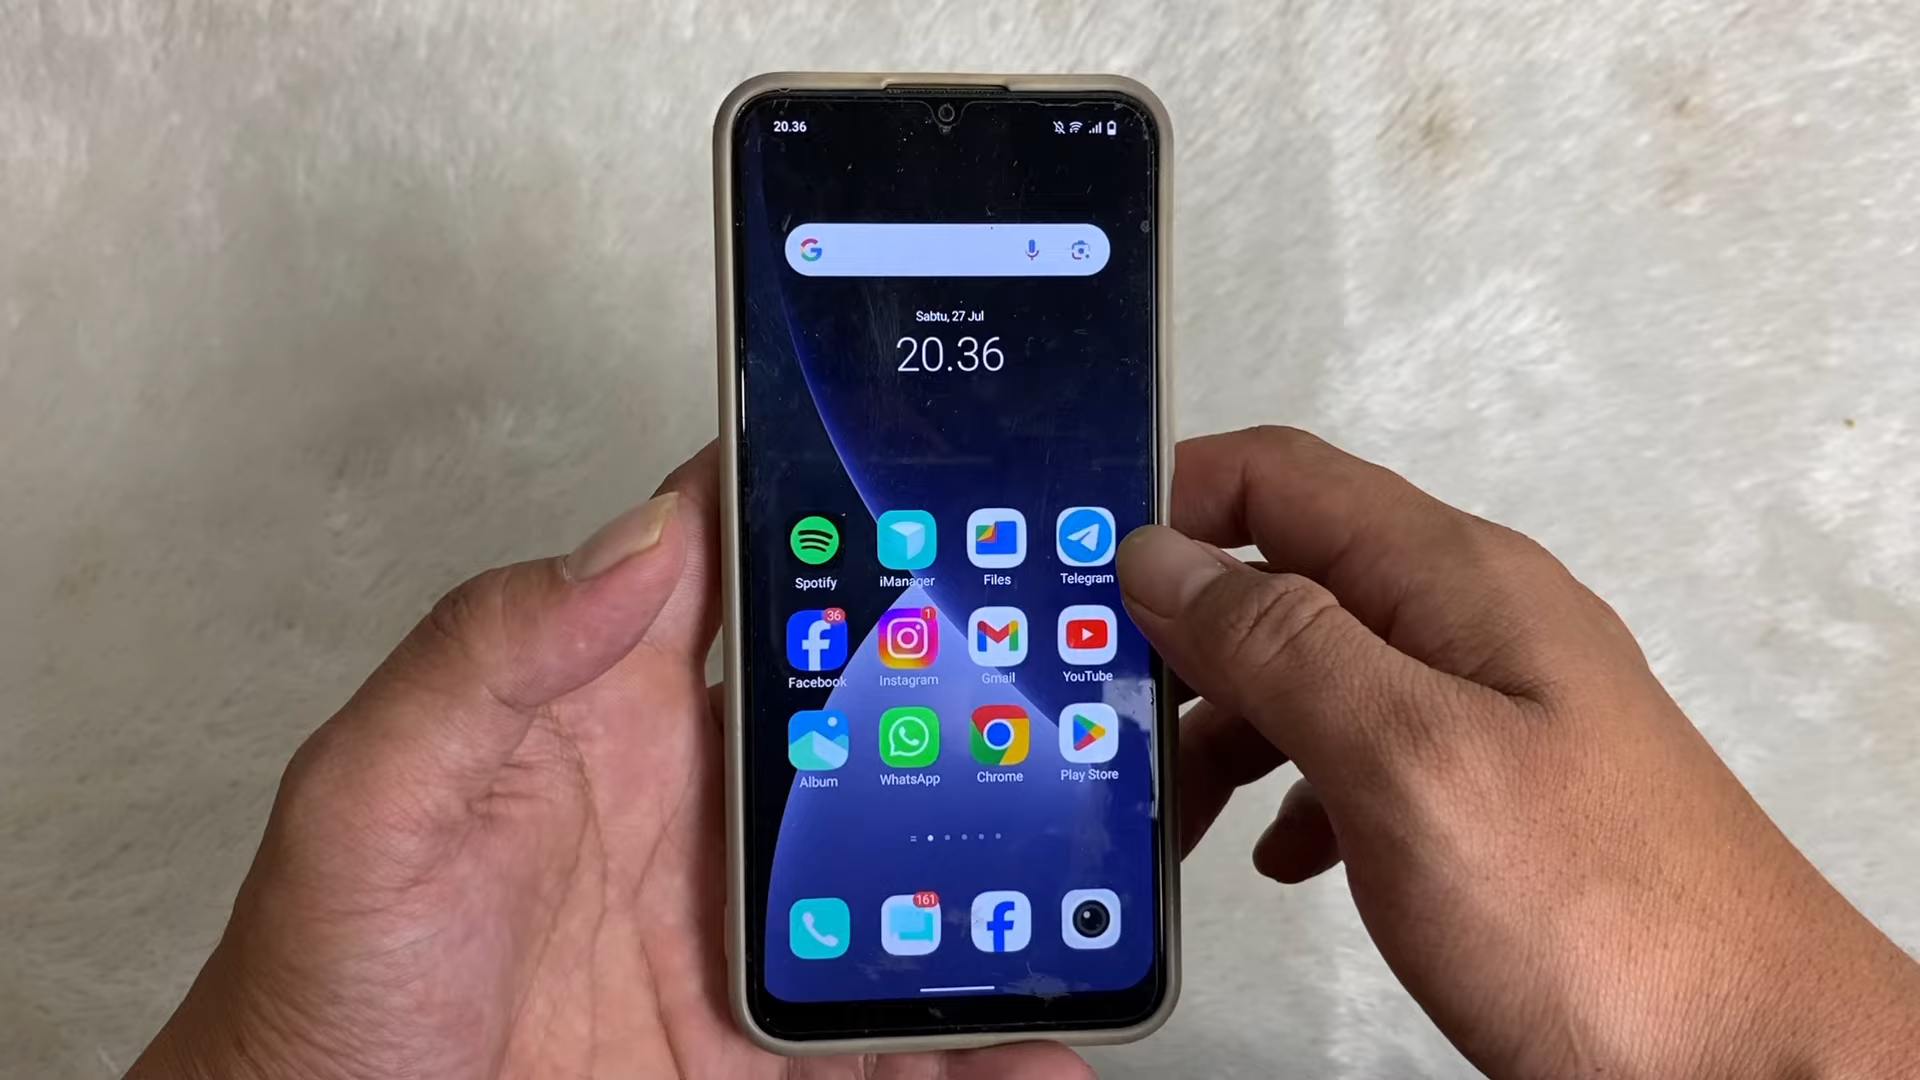 20.36
Sabtu, 27 Jul
20.36
Spotify iManager Files Telegram
36 1
Facebook Instagram Gmail YouTube
Album WhatsApp Chrome Play Store
161